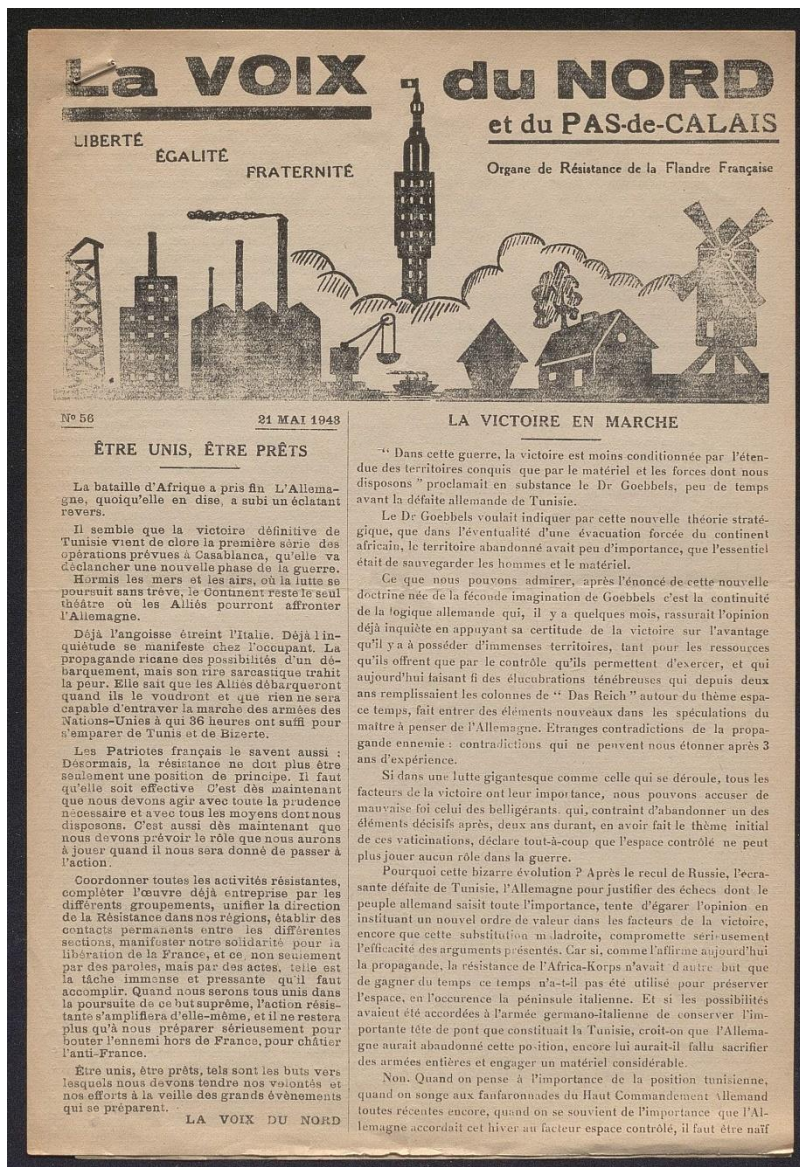 La VOIX du NORD
et du PAS-de-CALAIS
LIBERTÉ
ÉGALITÉ
FRATERNITÉ
Organe de Résistance de la Flandre Française
Nº 56
21 MAI 1943
ÊTRE UNIS, ÊTRE PRÊTS
La bataille d'Afrique a pris fin L'Allema-
gne, quoiqu'elle en dise, a subi un éclatant
revers.
Il semble que la victoire définitive de
Tunisie vient de clore la première série des
opérations prévues à Casablanca, qu'elle va
déclancher une nouvelle phase de la guerre.
Hormis les mers et les airs, où la lutte se
poursuit sans trêve, le Continent reste le seul
théâtre où les Alliés pourront affronter
l'Allemagne.
Déjà l'angoisse étreint l'Italie. Déjà l'in-
quiétude se manifeste chez l'occupant. La
propagande ricane des possibilités d'un dé-
barquement, mais son rire sarcastique trahit
la peur. Elle sait que les Alliés débarqueront
quand ils le voudront et que rien ne sera
capable d'entraver la marche des armées des
Nations-Unies à qui 36 heures ont suffi pour
s'emparer de Tunis et de Bizerte.
Les Patriotes français le savent aussi ;
Désormais, la résistance ne doit plus être
seulement une position de principe. Il faut
qu'elle soit effective C'est dès maintenant
que nous devons agir avec toute la prudence
nécessaire et avec tous les moyens dont nous
disposons. C'est aussi dès maintenant que
nous devons prévoir le rôle que nous aurons
à jouer quand il nous sera donné de passer à
l'action.
Coordonner toutes les activités résistantes,
compléter l'œuvre déjà entreprise par les
différents groupements, unifier la direction
de la Résistance dans nos régions, établir des
contacts permanents entre les différentes
sections, manifester notre solidarité pour la
libération de la France, et ce, non seulement
par des paroles, mais par des actes, telle est
la tâche immense et pressante qu'il faut
accomplir. Quand nous serons tous unis dans
la poursuite de ce but suprême, l'action résis-
tante s'amplifiera d'elle-même, et il ne restera
plus qu'à nous préparer sérieusement pour
bouter l'ennemi hors de France, pour châtier
l'anti-France.
Être unis, être prêts, tels sont les buts vers
lesquels nous devons tendre nos volontés et
nos efforts à la veille des grands évènements
qui se préparent.
LA VOIX DU NORD
LA VICTOIRE EN MARCHE
" Dans cette guerre, la victoire est moins conditionnée par l'éten-
due des territoires conquis que par le matériel et les forces dont nous
disposons " proclamait en substance le Dr Goebbels, peu de temps
avant la défaite allemande de Tunisie.
Le Dr Goebbels voulait indiquer par cette nouvelle théorie straté-
gique, que dans l'éventualité d'une évacuation forcée du continent
africain, le territoire abandonné avait peu d'importance, que l'essentiel
était de sauvegarder les hommes et le matériel.
Ce que nous pouvons admirer, après l'énoncé de cette nouvelle
doctrine née de la féconde imagination de Goebbels c'est la continuité
de la logique allemande qui, il y a quelques mois, rassurait l'opinion
déjà inquiète en appuyant sa certitude de la victoire sur l'avantage
qu'il y a à posséder d'immenses territoires, tant pour les ressources
qu'ils offrent que par le contrôle qu'ils permettent d'exercer, et qui
aujourd'hui faisant fi des élucubrations ténébreuses qui depuis deux
ans remplissaient les colonnes de " Das Reich " autour du thème espa-
ce temps, fait entrer des éléments nouveaux dans les spéculations du
maître à penser de l'Allemagne. Etranges contradictions de la propa-
gande ennemie : contradictions qui ne peuvent nous étonner après 3
ans d'expérience.
Si dans une lutte gigantesque comme celle qui se déroule, tous les
facteurs de la victoire ont leur importance, nous pouvons accuser de
mauvaise foi celui des belligérants. qui, contraint d'abandonner un des
éléments décisifs après, deux ans durant, en avoir fait le thème initial
de ces vaticinations, déclare tout-à-coup que l'espace contrôlé ne peut
plus jouer aucun rôle dans la guerre.
Pourquoi cette bizarre évolution ? Après le recul de Russie, l'écra-
sante défaite de Tunisie, l'Allemagne pour justifier des échecs dont le
peuple allemand saisit toute l'importance, tente d'égarer l'opinion en
instituant un nouvel ordre de valeur dans les facteurs de la victoire,
encore que cette substitution maladroite, compromette sérieusement
l'efficacité des arguments présentés. Car si, comme l'affirme aujourd'hui
la propagande, la résistance de l'Africa-Korps n'avait d'autre but que
de gagner du temps ce temps n'a-t-il pas été utilisé pour préserver
l'espace, en l'occurence la péninsule italienne. Et si les possibilités
avaient été accordées à l'armée germano-italienne de conserver l'im-
portante tête de pont que constituait la Tunisie, croit-on que l'Allema-
gne aurait abandonné cette position, encore lui aurait-il fallu sacrifier
des armées entières et engager un matériel considérable.
Non. Quand on pense à l'importance de la position tunisienne,
quand on songe aux fanfaronnades du Haut Commandement Allemand
toutes récentes encore, quand on se souvient de l'importance que l'Al-
lemagne accordait cet hiver au facteur espace contrôlé, il faut être naïf